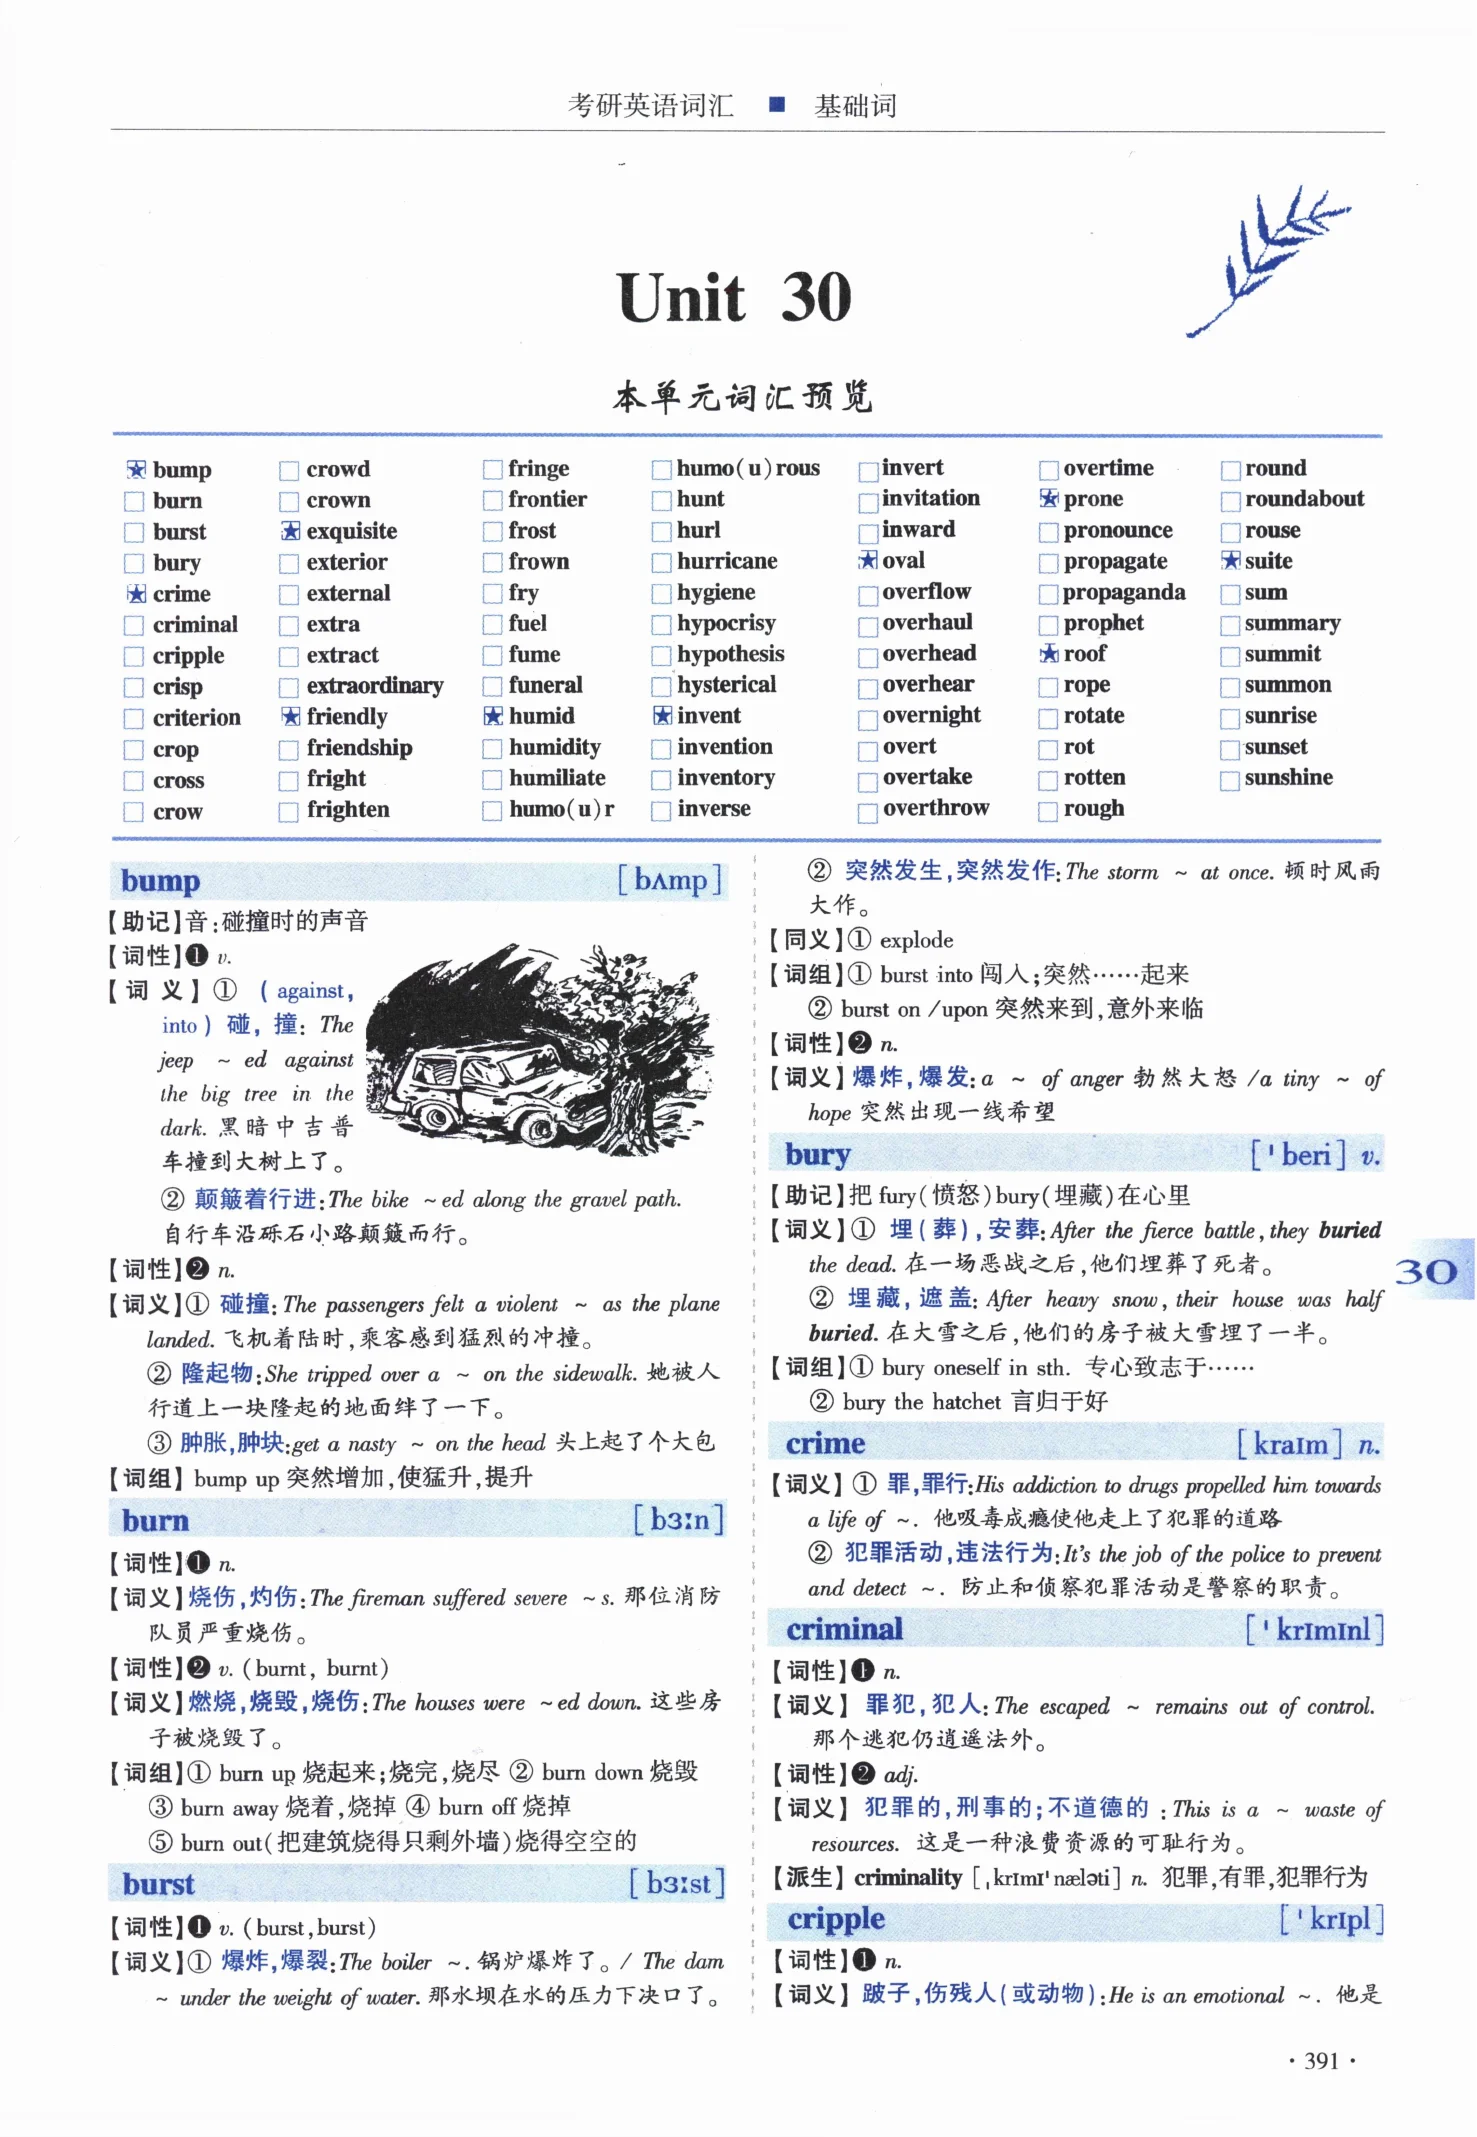 考研英语词汇 ■ 基础词
Unit 30
本单元词汇预览
★ bump □ crowd □ fringe □ humo(u)rous □ invert □ overtime □ round
□ burn □ crown □ frontier □ hunt □ invitation ★ prone □ roundabout
□ burst ★ exquisite □ frost □ hurl □ inward □ pronounce □ rouse
□ bury □ exterior □ frown □ hurricane ★ oval □ propagate ★ suite
★ crime □ external □ fry □ hygiene □ overflow □ propaganda □ sum
□ criminal □ extra □ fuel □ hypocrisy □ overhaul □ prophet □ summary
□ cripple □ extract □ fume □ hypothesis □ overhead ★ roof □ summit
□ crisp □ extraordinary □ funeral □ hysterical □ overhear □ rope □ summon
□ criterion ★ friendly ★ humid ★ invent □ overnight □ rotate □ sunrise
□ crop □ friendship □ humidity □ invention □ overt □ rot □ sunset
□ cross □ fright □ humiliate □ inventory □ overtake □ rotten □ sunshine
□ crow □ frighten □ humo(u)r □ inverse □ overthrow □ rough
bump [bʌmp]
【助记】音:碰撞时的声音
【词性】❶ v.
【词义】① (against,
into) 碰, 撞: The
jeep ~ed against
the big tree in the
dark. 黑暗中吉普
车撞到大树上了。
② 颠簸着行进:The bike ~ed along the gravel path.
自行车沿砾石小路颠簸而行。
【词性】❷ n.
【词义】① 碰撞: The passengers felt a violent ~ as the plane
landed. 飞机着陆时,乘客感到猛烈的冲撞。
② 隆起物:She tripped over a ~ on the sidewalk. 她被人
行道上一块隆起的地面绊了一下。
③ 肿胀,肿块:get a nasty ~ on the head 头上起了个大包
【词组】 bump up 突然增加,使猛升,提升
burn [bɜːn]
【词性】❶ n.
【词义】烧伤,灼伤:The fireman suffered severe ~s. 那位消防
队员严重烧伤。
【词性】❷ v. (burnt, burnt)
【词义】燃烧,烧毁,烧伤:The houses were ~ed down. 这些房
子被烧毁了。
【词组】① burn up 烧起来;烧完,烧尽 ② burn down 烧毁
③ burn away 烧着,烧掉 ④ burn off 烧掉
⑤ burn out(把建筑烧得只剩外墙)烧得空空的
burst [bɜːst]
【词性】❶ v. (burst,burst)
【词义】① 爆炸,爆裂:The boiler ~. 锅炉爆炸了。/ The dam
~ under the weight of water. 那水坝在水的压力下决口了。
② 突然发生,突然发作:The storm ~ at once. 顿时风雨
大作。
【同义】① explode
【词组】① burst into 闯入;突然……起来
② burst on /upon 突然来到,意外来临
【词性】❷ n.
【词义】爆炸,爆发:a ~ of anger 勃然大怒 /a tiny ~ of
hope 突然出现一线希望
bury [ˈberi] v.
【助记】把 fury(愤怒)bury(埋藏)在心里
【词义】① 埋(葬),安葬:After the fierce battle,they buried
the dead. 在一场恶战之后,他们埋葬了死者。
② 埋藏,遮盖: After heavy snow, their house was half
buried. 在大雪之后,他们的房子被大雪埋了一半。
【词组】① bury oneself in sth. 专心致志于……
② bury the hatchet 言归于好
crime [kraɪm] n.
【词义】① 罪,罪行:His addiction to drugs propelled him towards
a life of ~. 他吸毒成瘾使他走上了犯罪的道路
② 犯罪活动,违法行为:It's the job of the police to prevent
and detect ~. 防止和侦察犯罪活动是警察的职责。
criminal [ˈkrɪmɪnl]
【词性】❶ n.
【词义】 罪犯,犯人:The escaped ~ remains out of control.
那个逃犯仍逍遥法外。
【词性】❷ adj.
【词义】 犯罪的,刑事的;不道德的 :This is a ~ waste of
resources. 这是一种浪费资源的可耻行为。
【派生】 criminality [ˌkrɪmɪˈnæləti] n. 犯罪,有罪,犯罪行为
cripple [ˈkrɪpl]
【词性】❶ n.
【词义】 跛子,伤残人(或动物):He is an emotional ~. 他是
30
· 391 ·